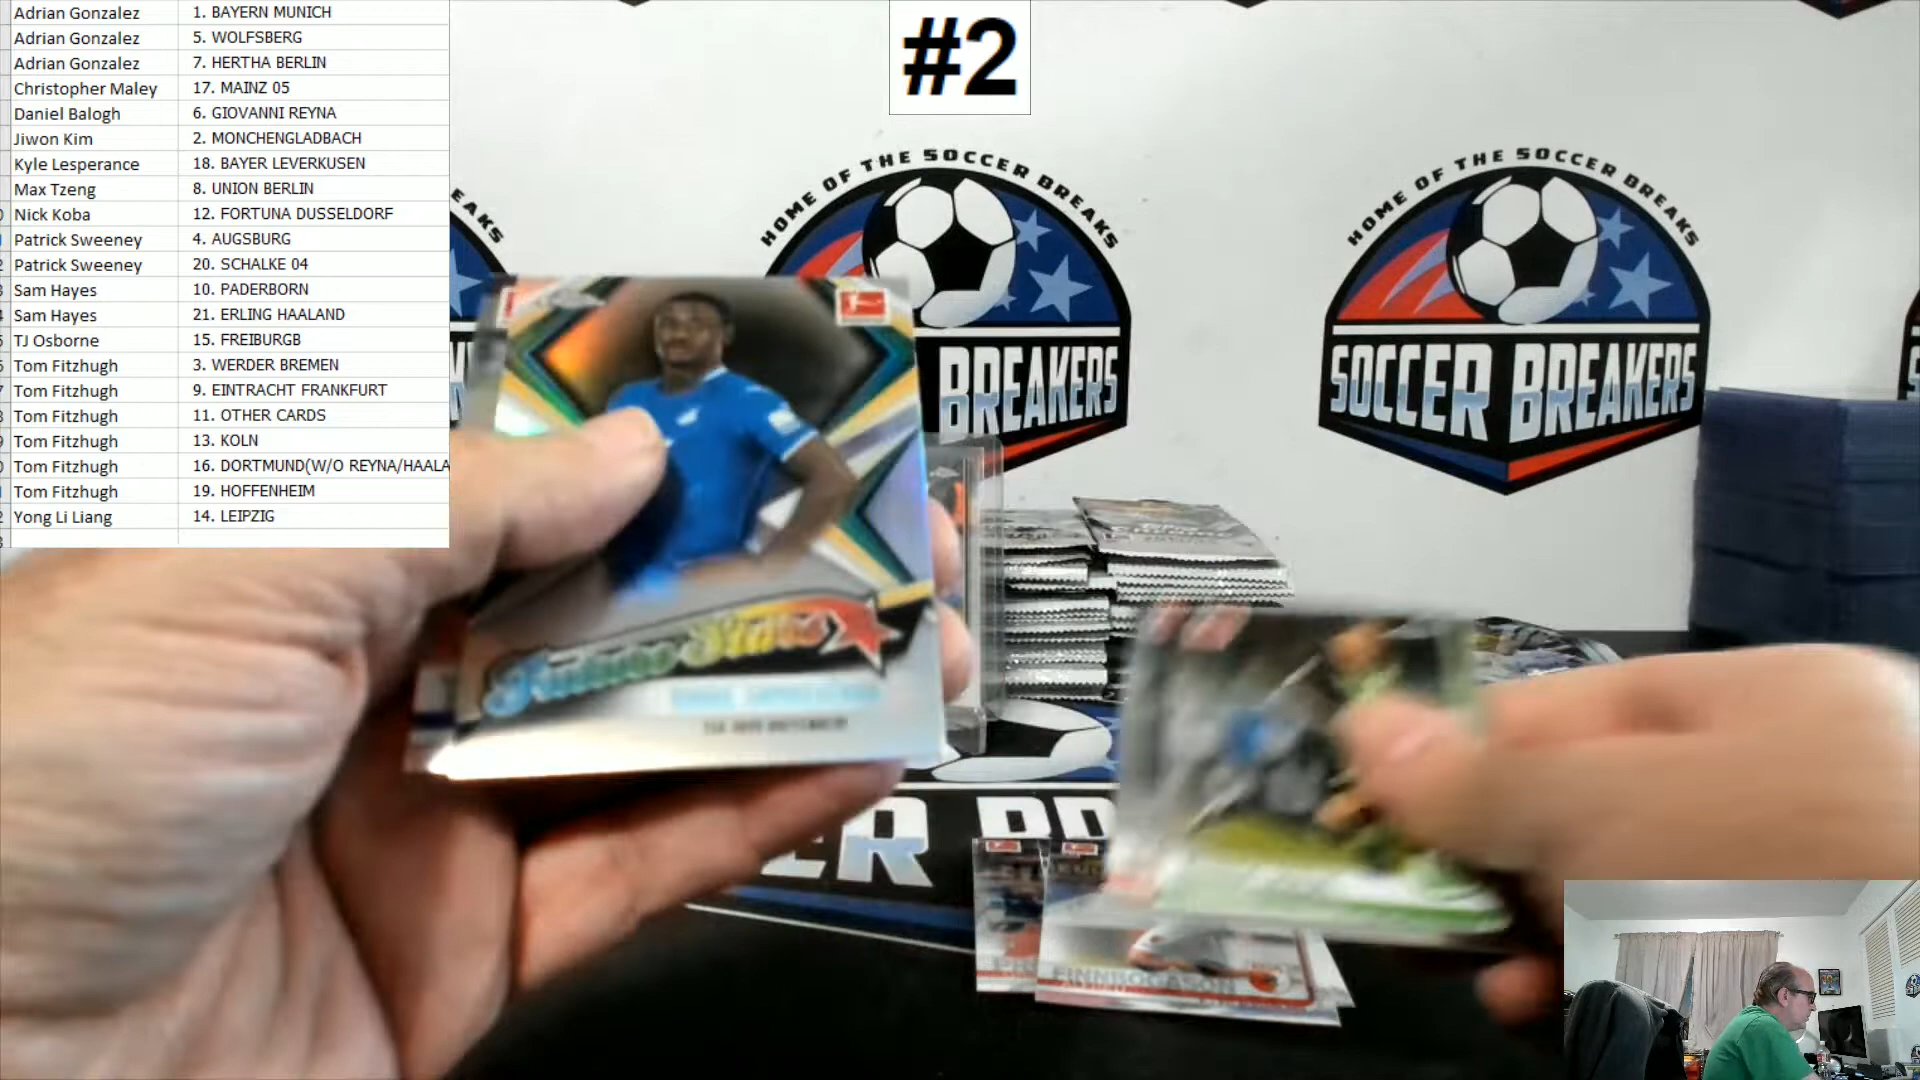 Adrian Gonzalez 1. BAYERN MUNICH
Adrian Gonzalez 5. WOLFSBERG
Adrian Gonzalez 7. HERTHA BERLIN
Christopher Maley 17. MAINZ 05
Daniel Balogh 6. GIOVANNI REYNA
Jiwon Kim 2. MONCHENGLADBACH
Kyle Lesperance 18. BAYER LEVERKUSEN
Max Tzeng 8. UNION BERLIN
Nick Koba 12. FORTUNA DUSSELDORF
Patrick Sweeney 4. AUGSBURG
Patrick Sweeney 20. SCHALKE 04
Sam Hayes 10. PADERBORN
Sam Hayes 21. ERLING HAALAND
TJ Osborne 15. FREIBURGB
Tom Fitzhugh 3. WERDER BREMEN
Tom Fitzhugh 9. EINTRACHT FRANKFURT
Tom Fitzhugh 11. OTHER CARDS
Tom Fitzhugh 13. KOLN
Tom Fitzhugh 16. DORTMUND(W/O REYNA/HAALA
Tom Fitzhugh 19. HOFFENHEIM
Yong Li Liang 14. LEIPZIG
#2
EAKS
HOME OF THE SOCCER BREAKS
BREAKERS
HOME OF THE SOCCER BREAKS
SOCCER BREAKERS
Future Stars
FINNBOGASON